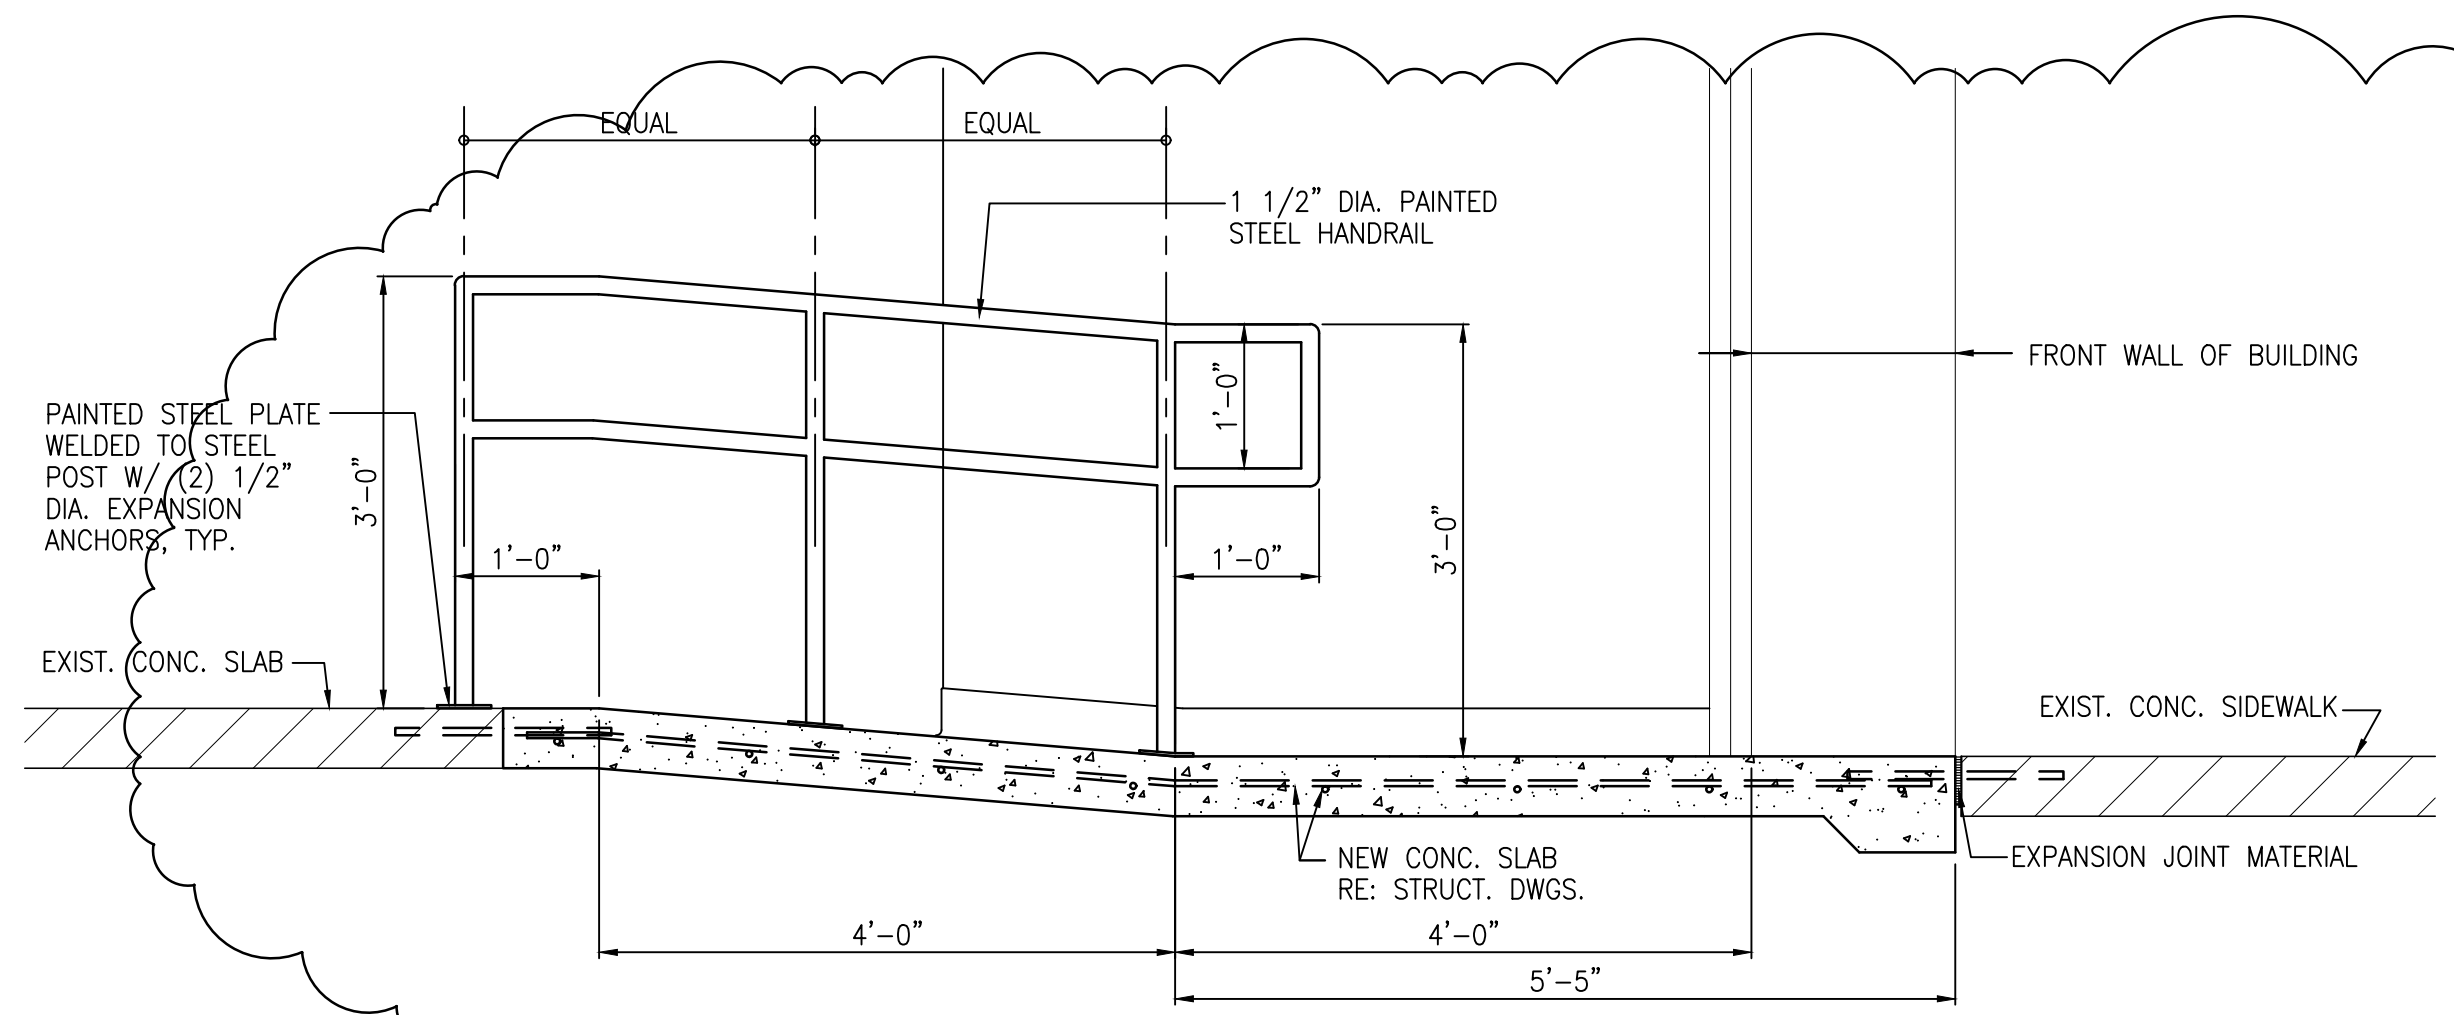 EQUAL
EQUAL
1 1/2" DIA. PAINTED
STEEL HANDRAIL
FRONT WALL OF BUILDING
1'-0"
PAINTED STEEL PLATE
WELDED TO STEEL
POST W/ (2) 1/2"
DIA. EXPANSION
ANCHORS, TYP.
3'-0"
3'-0"
1'-0"
1'-0"
EXIST. CONC. SLAB
EXIST. CONC. SIDEWALK
NEW CONC. SLAB
RE: STRUCT. DWGS.
EXPANSION JOINT MATERIAL
4'-0"
4'-0"
5'-5"